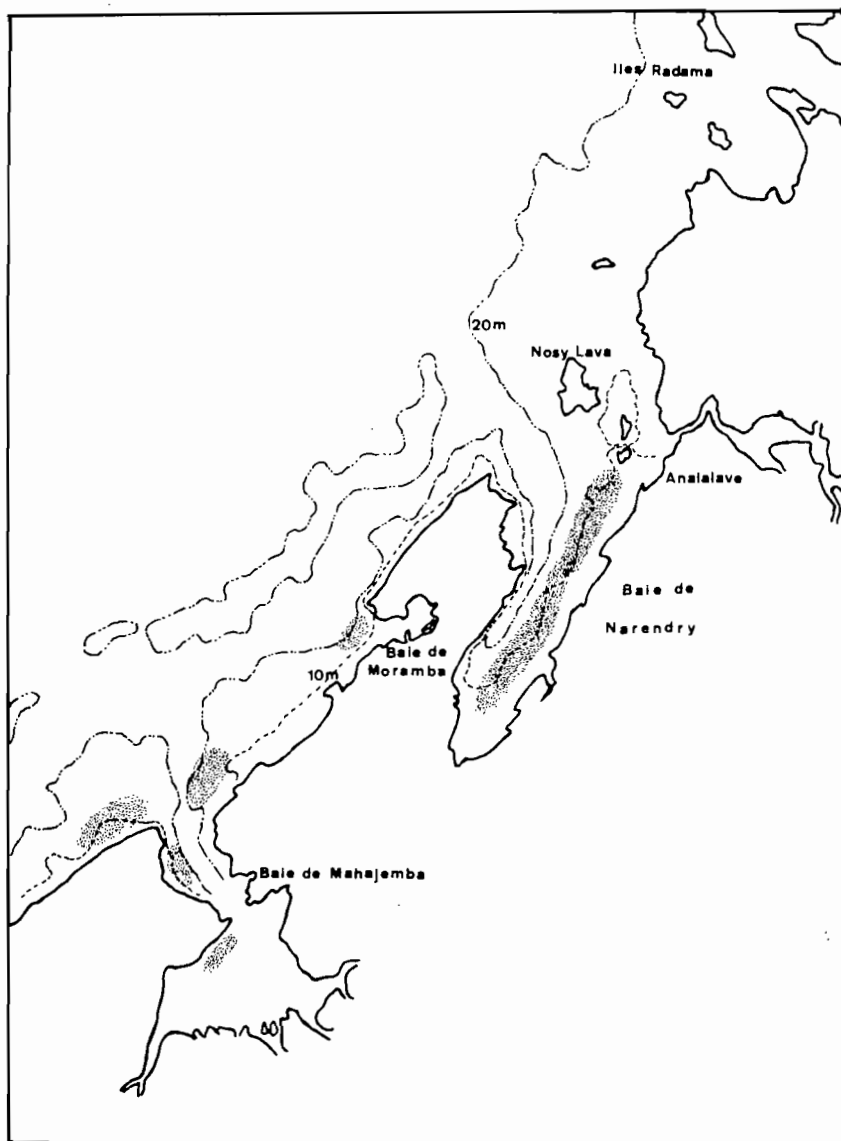 Iles Radama
20m
Nosy Lava
Analalave
Baie de
Narendry
Baie de
Moramba
10m
Baie de Mahajemba